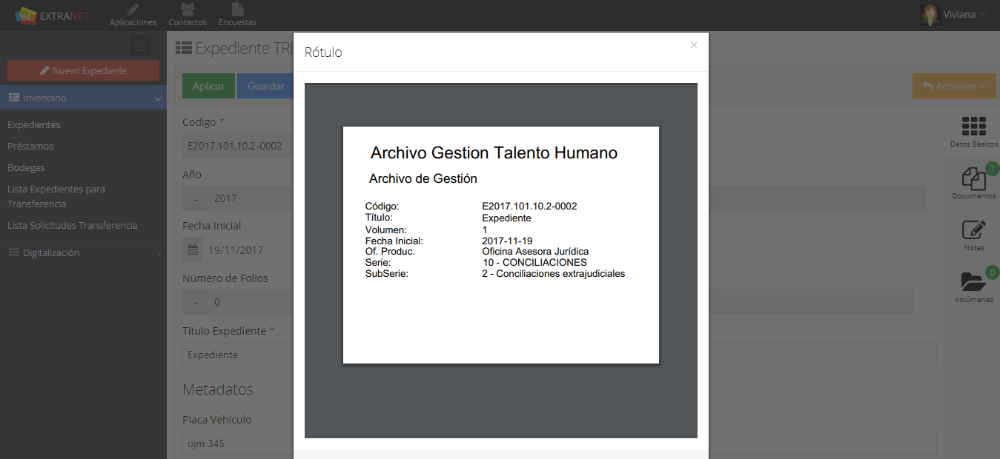 EXTRANET
Aplicaciones
Contactos
Encuestas
Viviana
Nuevo Expediente
Inventario
Expedientes
Préstamos
Bodegas
Lista Expedientes para
Transferencia
Lista Solicitudes Transferencia
Digitalización
Expediente TRD
Aplicar
Guardar
Acciones
Codigo *
E2017.101.10.2-0002
Año
- 2017
Fecha Inicial
19/11/2017
Número de Folios
- 0
Título Expediente *
Expediente
Metadatos
Placa Vehiculo
ujm 345
Rótulo
×
Archivo Gestion Talento Humano
Archivo de Gestión
Código: E2017.101.10.2-0002
Título: Expediente
Volumen: 1
Fecha Inicial: 2017-11-19
Of. Produc. Oficina Asesora Jurídica
Serie: 10 - CONCILIACIONES
SubSerie: 2 - Conciliaciones extrajudiciales
Datos Básicos
1
Documentos
Notas
0
Volúmenes